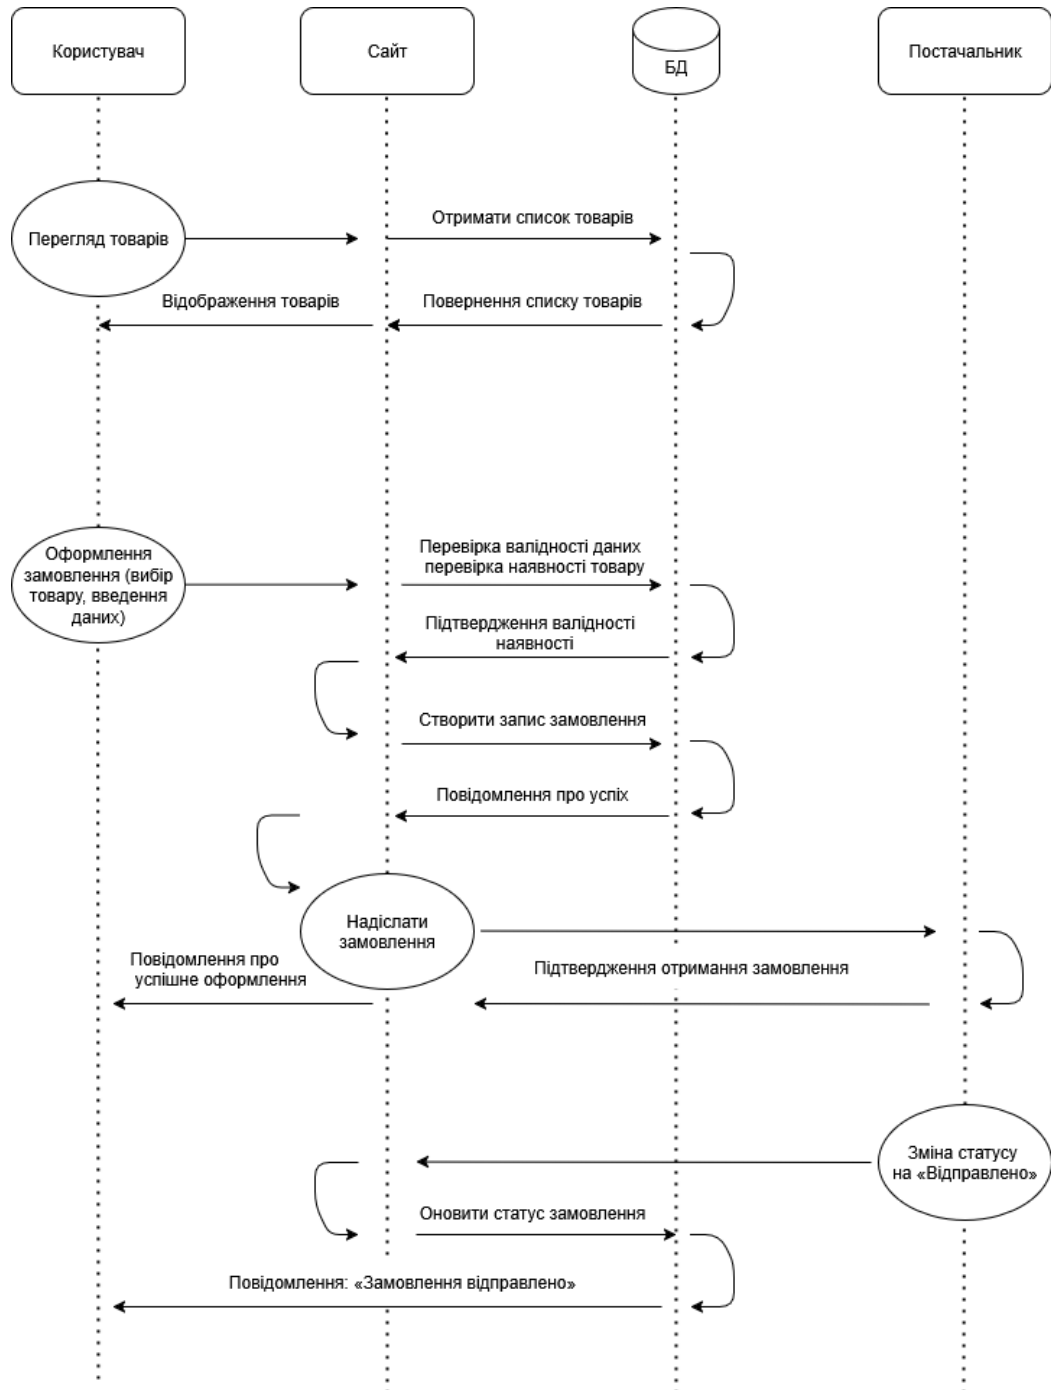 Користувач
Сайт
БД
Постачальник
Перегляд товарів
Отримати список товарів
Відображення товарів
Повернення списку товарів
Оформлення
замовлення (вибір
товару, введення
даних)
Перевірка валідності даних
перевірка наявності товару
Підтвердження валідності
наявності
Створити запис замовлення
Повідомлення про успіх
Надіслати
замовлення
Повідомлення про
успішне оформлення
Підтвердження отримання замовлення
Зміна статусу
на «Відправлено»
Оновити статус замовлення
Повідомлення: «Замовлення відправлено»